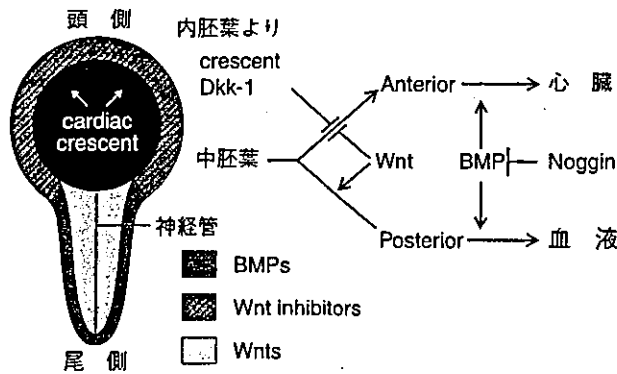 頭 側
cardiac
crescent
神経管
尾 側
BMPs
Wnt inhibitors
Wnts
内胚葉より
crescent
Dkk-1
中胚葉
Wnt
Anterior
心 臓
BMP
Noggin
Posterior
血 液